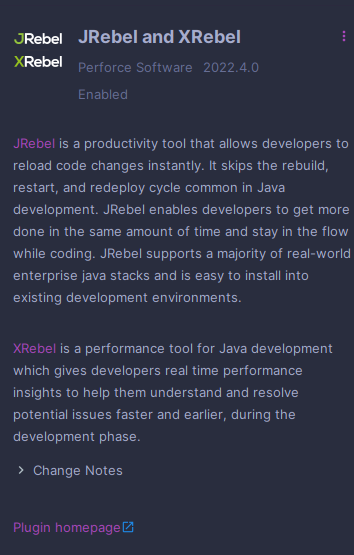 JRebel
XRebel
JRebel and XRebel
Perforce Software 2022.4.0
Enabled
JRebel is a productivity tool that allows developers to
reload code changes instantly. It skips the rebuild,
restart, and redeploy cycle common in Java
development. JRebel enables developers to get more
done in the same amount of time and stay in the flow
while coding. JRebel supports a majority of real-world
enterprise java stacks and is easy to install into
existing development environments.
XRebel is a performance tool for Java development
which gives developers real time performance
insights to help them understand and resolve
potential issues faster and earlier, during the
development phase.
Change Notes
Plugin homepage